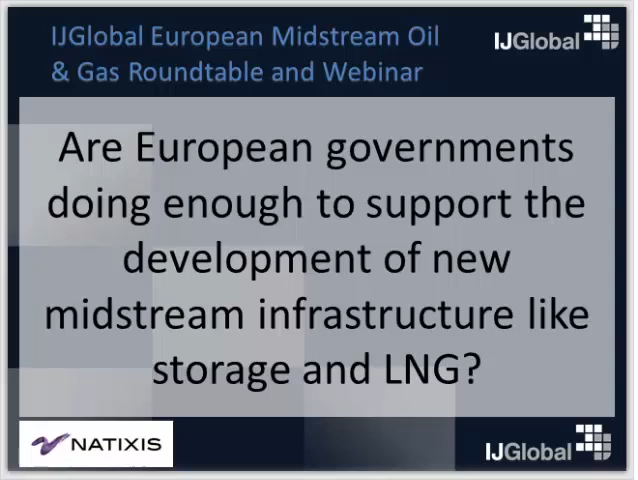 IJGlobal European Midstream Oil
& Gas Roundtable and Webinar
IJGlobal
Are European governments
doing enough to support the
development of new
midstream infrastructure like
storage and LNG?
NATIXIS
IJGlobal